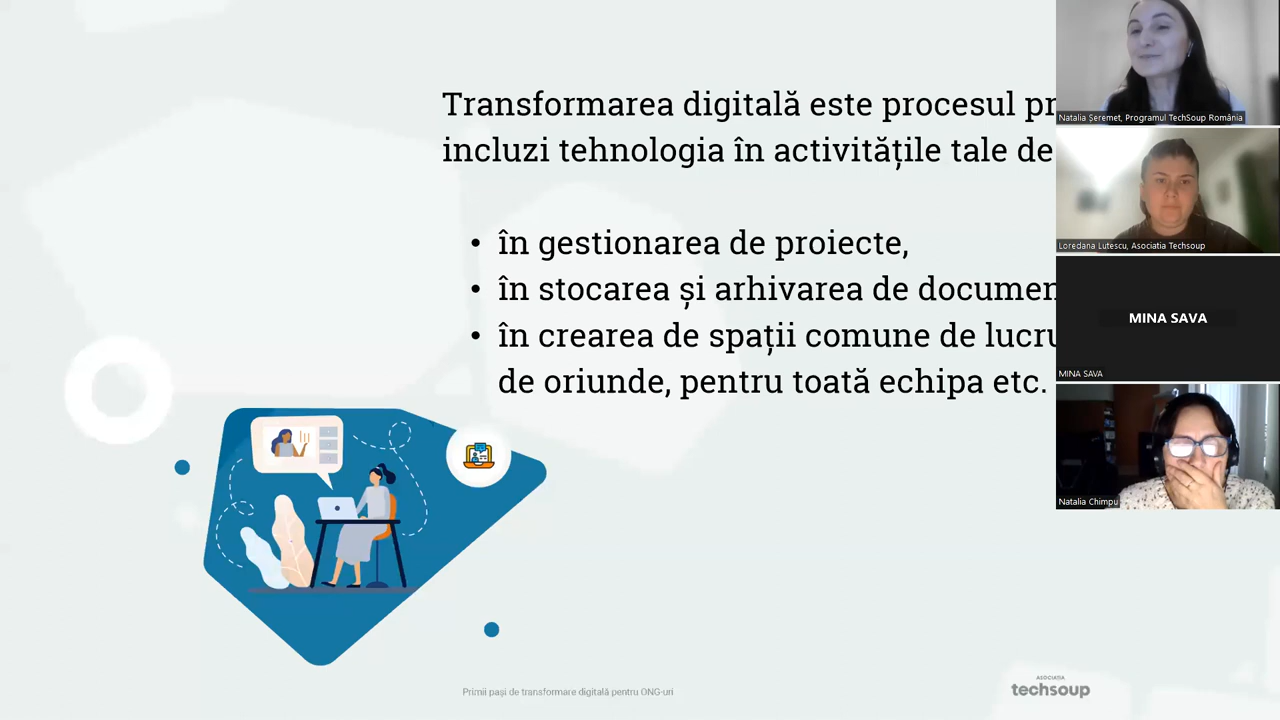 Transformarea digitală este procesul pr
incluzi tehnologia în activitățile tale de
• în gestionarea de proiecte,
• în stocarea și arhivarea de documen
• în crearea de spații comune de lucru
de oriunde, pentru toată echipa etc.
Natalia Șeremet, Programul TechSoup România
Loredana Lutescu, Asociatia Techsoup
MINA SAVA
MINA SAVA
Natalia Chimpu
Primii pași de transformare digitală pentru ONG-uri
ASOCIAȚIA
techsoup